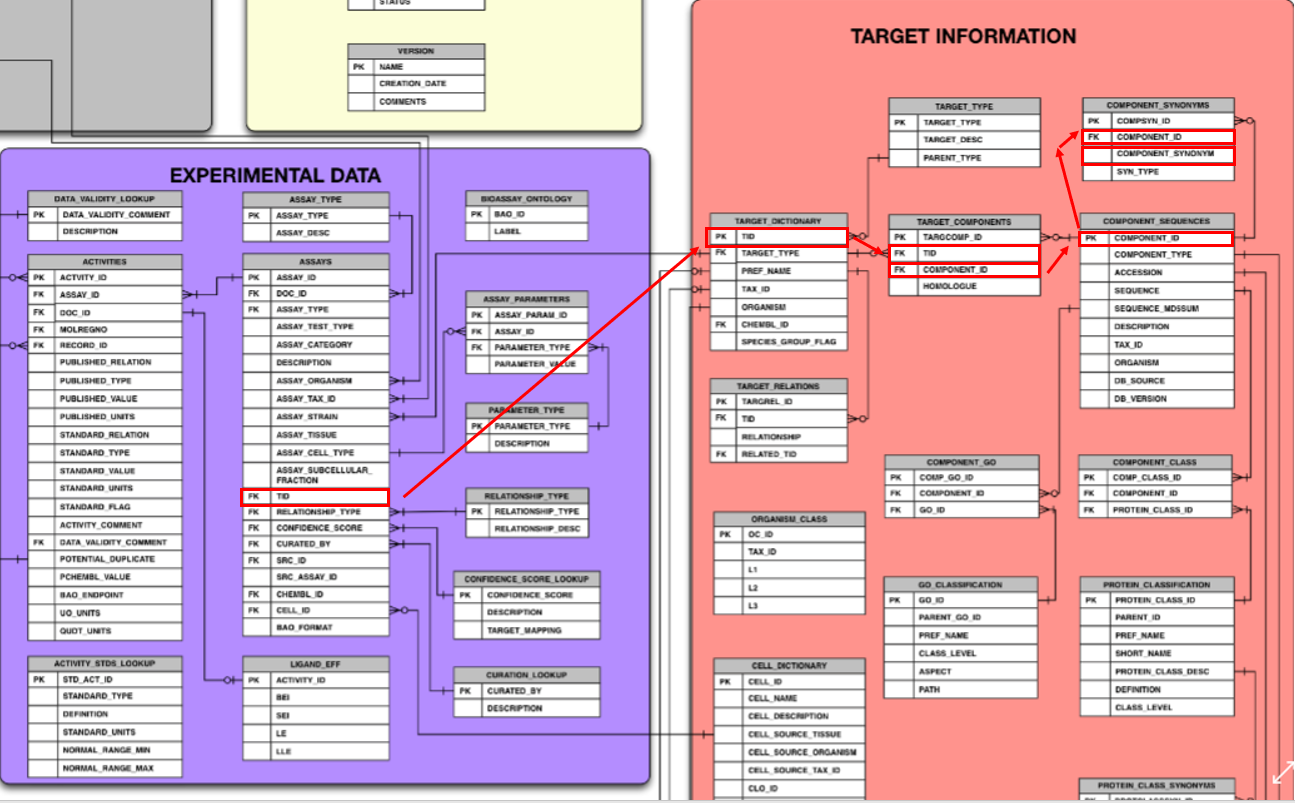 STATUS
VERSION
PK NAME
CREATION_DATE
COMMENTS
EXPERIMENTAL DATA
DATA_VALIDITY_LOOKUP
PK DATA_VALIDITY_COMMENT
DESCRIPTION
ACTIVITIES
PK ACTVITY_ID
FK ASSAY_ID
FK DOC_ID
FK MOLREGNO
FK RECORD_ID
PUBLISHED_RELATION
PUBLISHED_TYPE
PUBLISHED_VALUE
PUBLISHED_UNITS
STANDARD_RELATION
STANDARD_TYPE
STANDARD_VALUE
STANDARD_UNITS
STANDARD_FLAG
ACTIVITY_COMMENT
FK DATA_VALIDITY_COMMENT
POTENTIAL_DUPLICATE
PCHEMBL_VALUE
BAO_ENDPOINT
UO_UNITS
QUDT_UNITS
ACTIVITY_STDS_LOOKUP
PK STD_ACT_ID
STANDARD_TYPE
DEFINITION
STANDARD_UNITS
NORMAL_RANGE_MIN
NORMAL_RANGE_MAX
ASSAY_TYPE
PK ASSAY_TYPE
ASSAY_DESC
ASSAYS
PK ASSAY_ID
FK DOC_ID
FK ASSAY_TYPE
ASSAY_TEST_TYPE
ASSAY_CATEGORY
DESCRIPTION
ASSAY_ORGANISM
ASSAY_TAX_ID
ASSAY_STRAIN
ASSAY_TISSUE
ASSAY_CELL_TYPE
ASSAY_SUBCELLULAR_
FRACTION
FK TID
FK RELATIONSHIP_TYPE
FK CONFIDENCE_SCORE
FK CURATED_BY
FK SRC_ID
SRC_ASSAY_ID
FK CHEMBL_ID
FK CELL_ID
BAO_FORMAT
LIGAND_EFF
PK ACTIVITY_ID
BEI
SEI
LE
LLE
BIOASSAY_ONTOLOGY
PK BAO_ID
LABEL
ASSAY_PARAMETERS
PK ASSAY_PARAM_ID
FK ASSAY_ID
FK PARAMETER_TYPE
PARAMETER_VALUE
PARAMETER_TYPE
PK PARAMETER_TYPE
DESCRIPTION
RELATIONSHIP_TYPE
PK RELATIONSHIP_TYPE
RELATIONSHIP_DESC
CONFIDENCE_SCORE_LOOKUP
PK CONFIDENCE_SCORE
DESCRIPTION
TARGET_MAPPING
CURATION_LOOKUP
PK CURATED_BY
DESCRIPTION
TARGET INFORMATION
TARGET_TYPE
PK TARGET_TYPE
TARGET_DESC
PARENT_TYPE
COMPONENT_SYNONYMS
PK COMPSYN_ID
FK COMPONENT_ID
COMPONENT_SYNONYM
SYN_TYPE
TARGET_DICTIONARY
PK TID
FK TARGET_TYPE
PREF_NAME
TAX_ID
ORGANISM
FK CHEMBL_ID
SPECIES_GROUP_FLAG
TARGET_COMPONENTS
PK TARGCOMP_ID
FK TID
FK COMPONENT_ID
HOMOLOGUE
COMPONENT_SEQUENCES
PK COMPONENT_ID
COMPONENT_TYPE
ACCESSION
SEQUENCE
SEQUENCE_MD5SUM
DESCRIPTION
TAX_ID
ORGANISM
DB_SOURCE
DB_VERSION
TARGET_RELATIONS
PK TARGREL_ID
FK TID
RELATIONSHIP
FK RELATED_TID
COMPONENT_GO
PK COMP_GO_ID
FK COMPONENT_ID
FK GO_ID
COMPONENT_CLASS
PK COMP_CLASS_ID
FK COMPONENT_ID
FK PROTEIN_CLASS_ID
ORGANISM_CLASS
PK OC_ID
TAX_ID
L1
L2
L3
GO_CLASSIFICATION
PK GO_ID
PARENT_GO_ID
PREF_NAME
CLASS_LEVEL
ASPECT
PATH
PROTEIN_CLASSIFICATION
PK PROTEIN_CLASS_ID
PARENT_ID
PREF_NAME
SHORT_NAME
PROTEIN_CLASS_DESC
DEFINITION
CLASS_LEVEL
CELL_DICTIONARY
PK CELL_ID
CELL_NAME
CELL_DESCRIPTION
CELL_SOURCE_TISSUE
CELL_SOURCE_ORGANISM
CELL_SOURCE_TAX_ID
CLO_ID
PROTEIN_CLASS_SYNONYMS